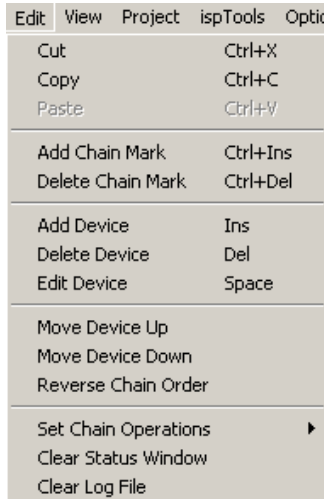 Edit View Project ispTools Optio
Cut Ctrl+X
Copy Ctrl+C
Paste Ctrl+V
Add Chain Mark Ctrl+Ins
Delete Chain Mark Ctrl+Del
Add Device Ins
Delete Device Del
Edit Device Space
Move Device Up
Move Device Down
Reverse Chain Order
Set Chain Operations
Clear Status Window
Clear Log File